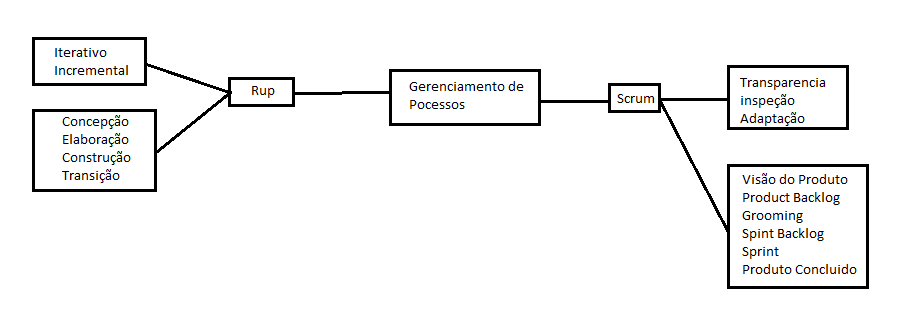 Iterativo
Incremental
Concepção
Elaboração
Construção
Transição
Rup
Gerenciamento de
Pocessos
Scrum
Transparencia
inspeção
Adaptação
Visão do Produto
Product Backlog
Grooming
Spint Backlog
Sprint
Produto Concluido